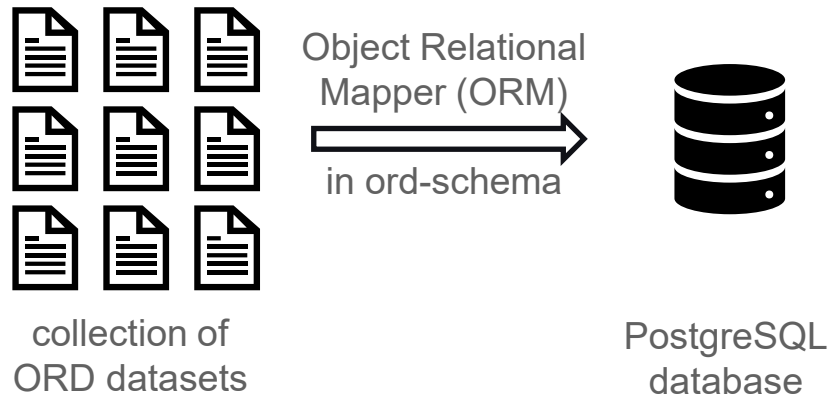 Object Relational
Mapper (ORM)
in ord-schema
collection of
ORD datasets
PostgreSQL
database